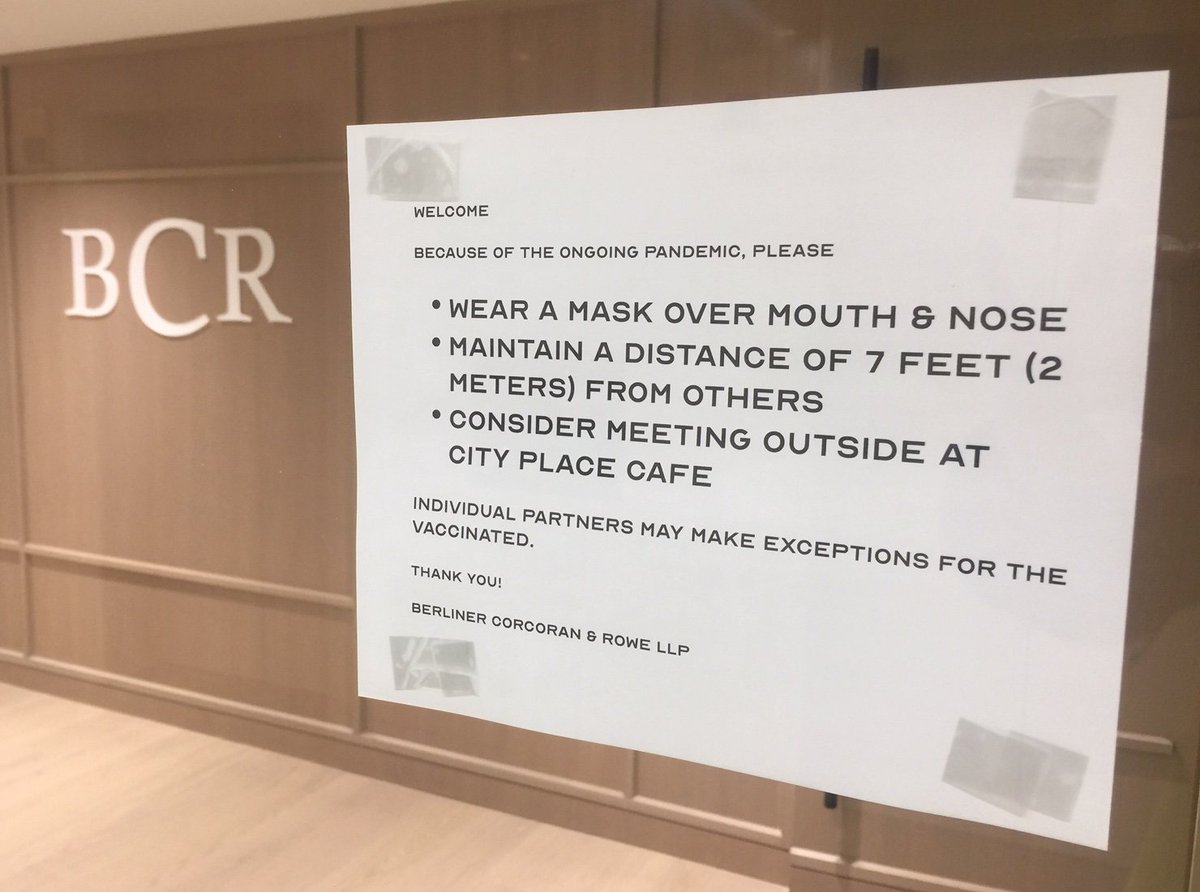 BCR
WELCOME
BECAUSE OF THE ONGOING PANDEMIC, PLEASE
• WEAR A MASK OVER MOUTH & NOSE
• MAINTAIN A DISTANCE OF 7 FEET (2
METERS) FROM OTHERS
• CONSIDER MEETING OUTSIDE AT
CITY PLACE CAFE
INDIVIDUAL PARTNERS MAY MAKE EXCEPTIONS FOR THE
VACCINATED.
THANK YOU!
BERLINER CORCORAN & ROWE LLP